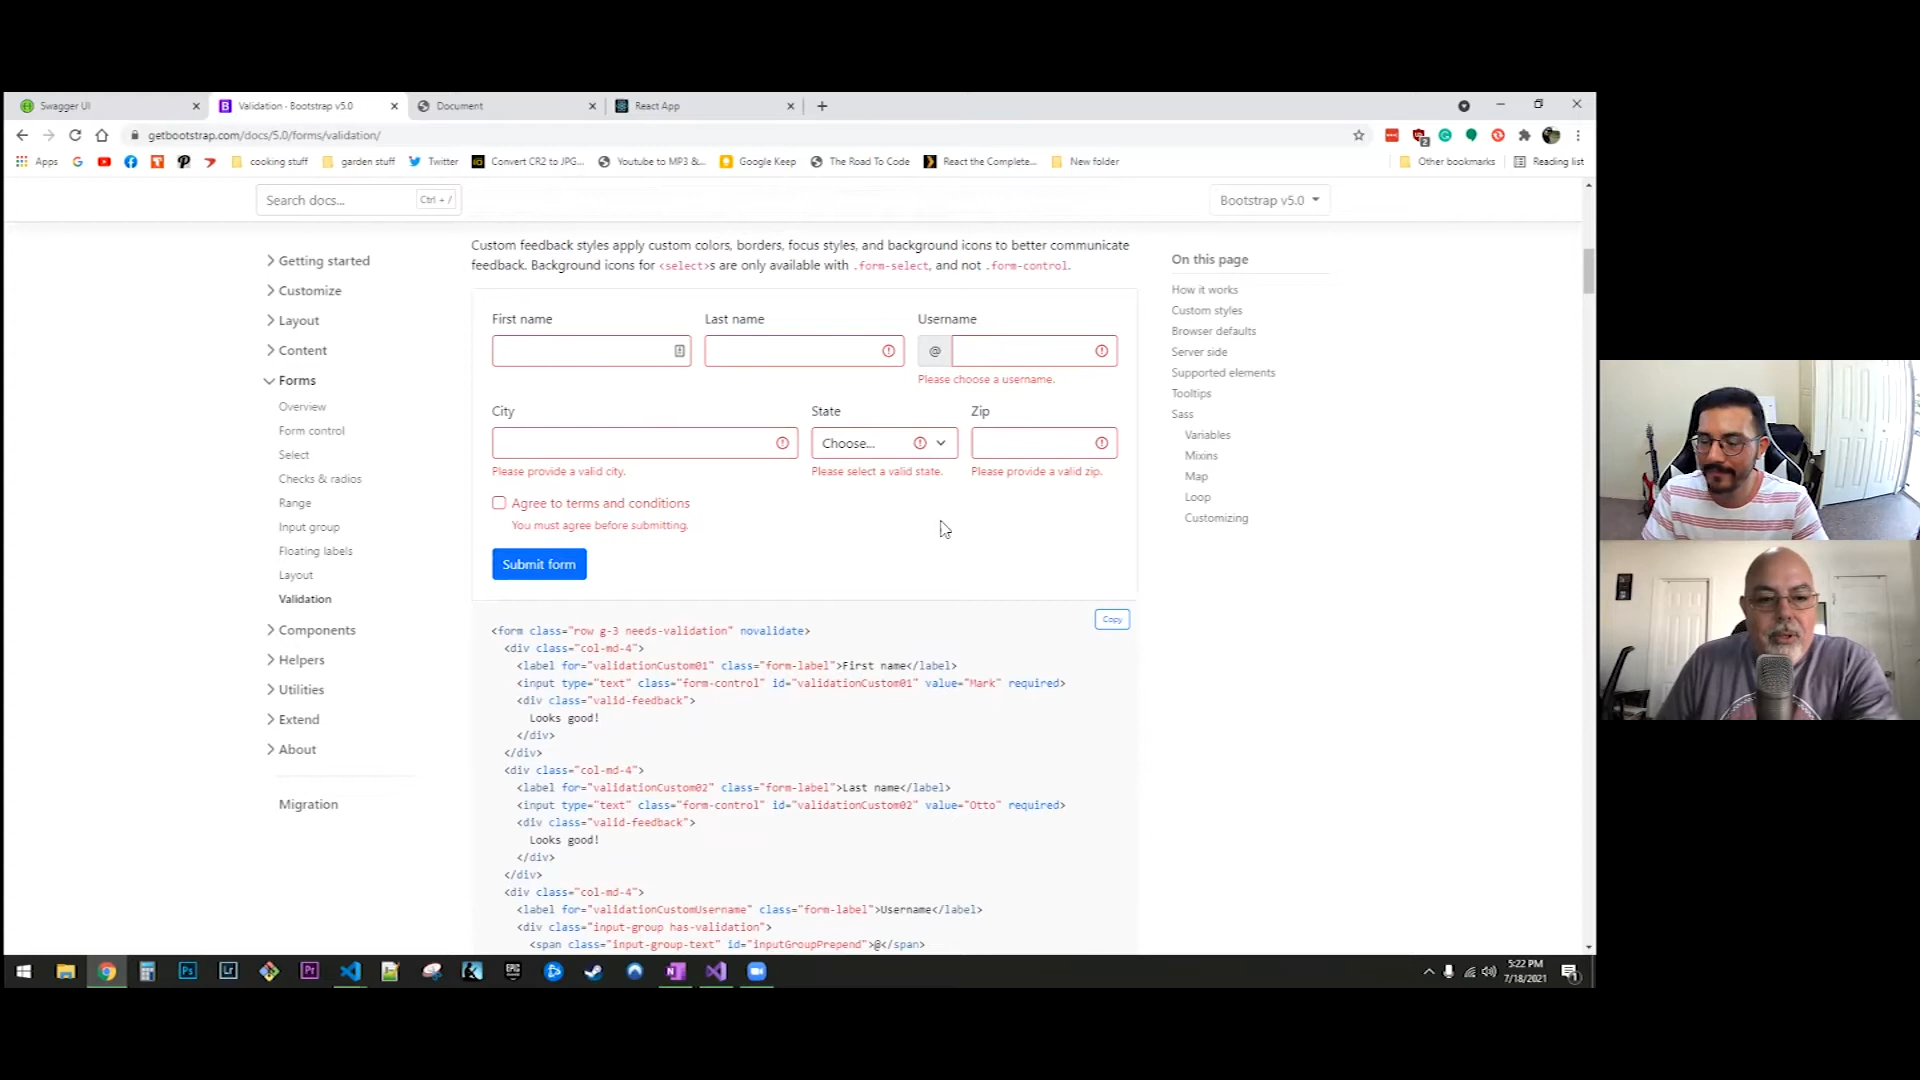 Swagger UI
Validation - Bootstrap v5.0
Document
React App
getbootstrap.com/docs/5.0/forms/validation/
Apps
cooking stuff
garden stuff
Twitter
Convert CR2 to JPG...
Youtube to MP3 &...
Google Keep
The Road To Code
React the Complete...
New folder
Other bookmarks
Reading list
Search docs...
Ctrl + /
Bootstrap v5.0
Getting started
Customize
Layout
Content
Forms
Overview
Form control
Select
Checks & radios
Range
Input group
Floating labels
Layout
Validation
Components
Helpers
Utilities
Extend
About
Migration
Custom feedback styles apply custom colors, borders, focus styles, and background icons to better communicate
feedback. Background icons for <select>s are only available with .form-select, and not .form-control.
First name
Last name
Username
@
Please choose a username.
City
State
Zip
Choose...
Please provide a valid city.
Please select a valid state.
Please provide a valid zip.
Agree to terms and conditions
You must agree before submitting.
Submit form
Copy
<form class="row g-3 needs-validation" novalidate>
<div class="col-md-4">
<label for="validationCustom01" class="form-label">First name</label>
<input type="text" class="form-control" id="validationCustom01" value="Mark" required>
<div class="valid-feedback">
Looks good!
</div>
</div>
<div class="col-md-4">
<label for="validationCustom02" class="form-label">Last name</label>
<input type="text" class="form-control" id="validationCustom02" value="Otto" required>
<div class="valid-feedback">
Looks good!
</div>
</div>
<div class="col-md-4">
<label for="validationCustomUsername" class="form-label">Username</label>
<div class="input-group has-validation">
<span class="input-group-text" id="inputGroupPrepend">@</span>
On this page
How it works
Custom styles
Browser defaults
Server side
Supported elements
Tooltips
Sass
Variables
Mixins
Map
Loop
Customizing
Ps
Lr
Pr
EPIC
5:22 PM
7/18/2021